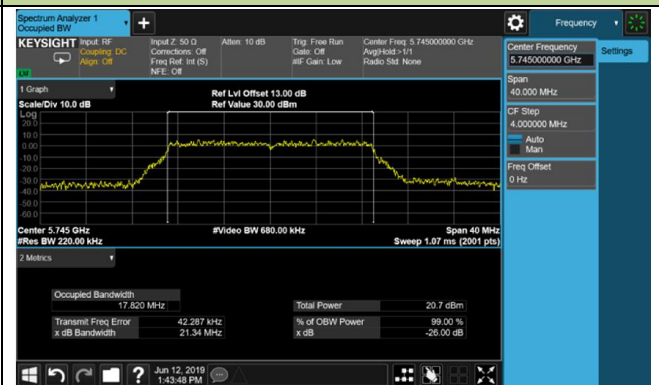 Spectrum Analyzer 1
Occupied BW
Frequency
KEYSIGHT
Input: RF
Coupling: DC
Align: Off
Input Z: 50 Ω
Corrections: Off
Freq Ref: Int (S)
NFE: Off
Atten: 10 dB
Trig: Free Run
Gate: Off
#IF Gain: Low
Center Freq: 5.745000000 GHz
Avg|Hold:>1/1
Radio Std: None
Center Frequency
5.745000000 GHz
Settings
Span
40.000 MHz
CF Step
4.000000 MHz
Auto
Man
Freq Offset
0 Hz
1 Graph
Scale/Div 10.0 dB
Ref Lvl Offset 13.00 dB
Ref Value 30.00 dBm
Log
20.0
10.0
0.00
-10.0
-20.0
-30.0
-40.0
-50.0
-60.0
Center 5.745 GHz
#Video BW 680.00 kHz
Span 40 MHz
#Res BW 220.00 kHz
Sweep 1.07 ms (2001 pts)
2 Metrics
Occupied Bandwidth
17.820 MHz
Total Power
20.7 dBm
Transmit Freq Error
42.287 kHz
% of OBW Power
99.00 %
x dB Bandwidth
21.34 MHz
x dB
-26.00 dB
Jun 12, 2019
1:43:48 PM